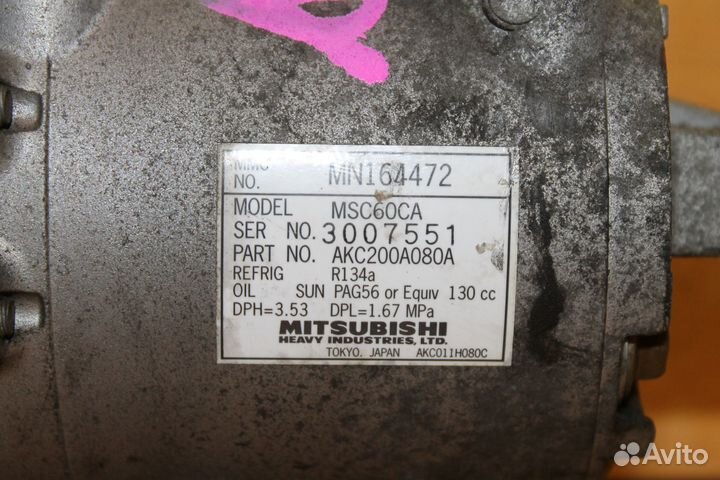 MMC
NO. MN164472
MODEL MSC60CA
SER NO. 3007551
PART NO. AKC200A080A
REFRIG R134a
OIL SUN PAG56 or Equiv 130 cc
DPH=3.53 DPL=1.67 MPa
MITSUBISHI
HEAVY INDUSTRIES, LTD.
TOKYO, JAPAN AKC011H080C
Avito